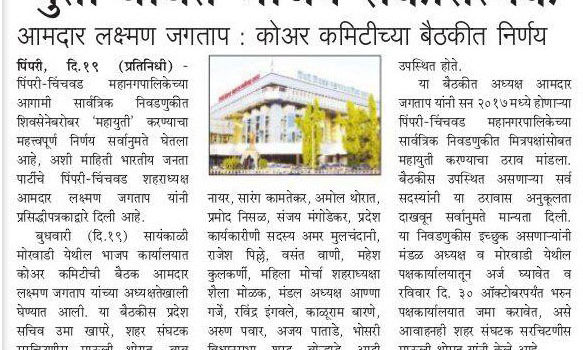 आमदार लक्ष्मण जगताप : कोअर कमिटीच्या बैठकीत निर्णय
पिंपरी, दि.१९ (प्रतिनिधी) -
पिंपरी-चिंचवड महानगपालिकेच्या
आगामी सार्वत्रिक निवडणुकीत
शिवसेनेबरोबर 'महायुती' करण्याचा
महत्त्वपूर्ण निर्णय सर्वानुमते घेतला
आहे, अशी माहिती भारतीय जनता
पार्टीचे पिंपरी-चिंचवड शहराध्यक्ष
आमदार लक्ष्मण जगताप यांनी
प्रसिद्धीपत्रकाद्वारे दिली आहे.
बुधवारी (दि.१९) सायंकाळी
मोरवाडी येथील भाजप कार्यालयात
कोअर कमिटीची बैठक आमदार
लक्ष्मण जगताप यांच्या अध्यक्षतेखाली
घेण्यात आली. या बैठकीस प्रदेश
सचिव उमा खापरे, शहर संघटक
सरचिटणीस माऊली थोरात, बाबू
नायर, सारंग कामतेकर, अमोल थोरात,
प्रमोद निसळ, संजय मंगोडेकर, प्रदेश
कार्यकारीणी सदस्य अमर मुलचंदानी,
राजेश पिल्ले, वसंत वाणी, महेश
कुलकर्णी, महिला मोर्चा शहराध्यक्षा
शैला मोळक, मंडल अध्यक्ष आण्णा
गर्जे, रविंद्र इंगवले, काळूराम बारणे,
अरुण पवार, अजय पाताडे, भोसरी
उपस्थित होते.
या बैठकीत अध्यक्ष आमदार
जगताप यांनी सन २०१७ मध्ये होणाऱ्या
पिंपरी-चिंचवड महानगरपालिकेच्या
सार्वत्रिक निवडणुकीत मित्रपक्षांसोबत
महायुती करण्याचा ठराव मांडला.
बैठकीस उपस्थित असणाऱ्या सर्व
सदस्यांनी या ठरावास अनुकूलता
दाखवून सर्वानुमते मान्यता दिली.
या निवडणुकीस इच्छुक असणाऱ्यांनी
मंडळ अध्यक्ष व मोरवाडी येथील
पक्षकार्यालयातून अर्ज घ्यावेत व
रविवार दि. ३० ऑक्टोबरपर्यंत भरुन
पक्षकार्यालयात जमा करावेत, असे
आवाहनही शहर संघटक सरचिटणीस
माऊली थोरात यांनी केले आहे.